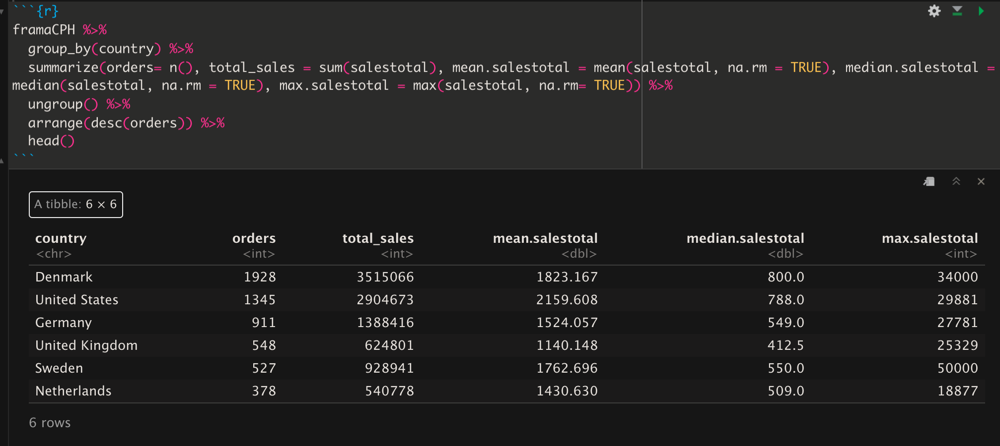 ```{r}
framaCPH %>%
  group_by(country) %>%
  summarize(orders= n(), total_sales = sum(salestotal), mean.salestotal = mean(salestotal, na.rm = TRUE), median.salestotal =
median(salestotal, na.rm = TRUE), max.salestotal = max(salestotal, na.rm= TRUE)) %>%
  ungroup() %>%
  arrange(desc(orders)) %>%
  head()
```
A tibble: 6 × 6
country orders total_sales mean.salestotal median.salestotal max.salestotal
<chr> <int> <int> <dbl> <dbl> <int>
Denmark 1928 3515066 1823.167 800.0 34000
United States 1345 2904673 2159.608 788.0 29881
Germany 911 1388416 1524.057 549.0 27781
United Kingdom 548 624801 1140.148 412.5 25329
Sweden 527 928941 1762.696 550.0 50000
Netherlands 378 540778 1430.630 509.0 18877
6 rows